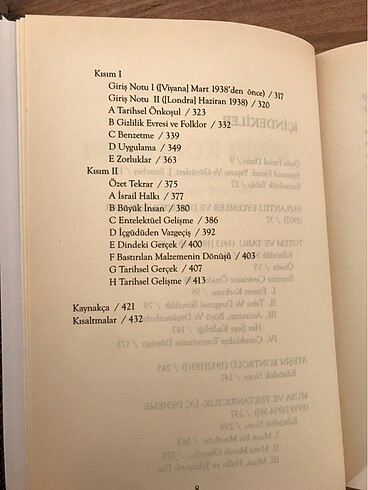 Kısım I
Giriş Notu I ([Viyana] Mart 1938'den önce) / 317
Giriş Notu II ([Londra] Haziran 1938) / 320
A Tarihsel Önkoşul / 323
B Gizlilik Evresi ve Folklor / 332
C Benzetme / 339
D Uygulama / 349
E Zorluklar / 363
Kısım II
Özet Tekrar / 375
A İsrail Halkı / 377
B Büyük İnsan / 380
C Entelektüel Gelişme / 386
D İçgüdüden Vazgeçiş / 392
E Dindeki Gerçek / 400
F Bastırılan Malzemenin Dönüşü / 403
G Tarihsel Gerçek / 407
H Tarihsel Gelişme / 413
Kaynakça / 421
Kısaltmalar / 432
8